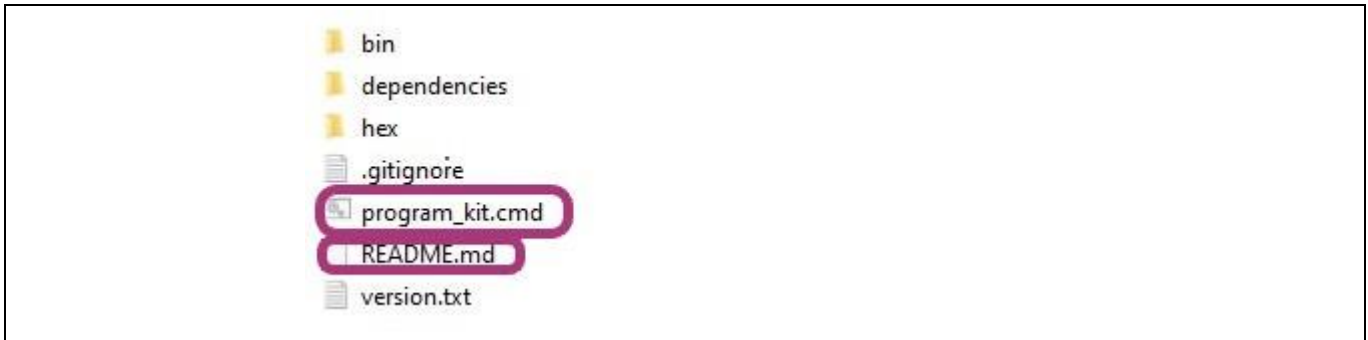 bin
dependencies
hex
.gitignore
program_kit.cmd
README.md
version.txt